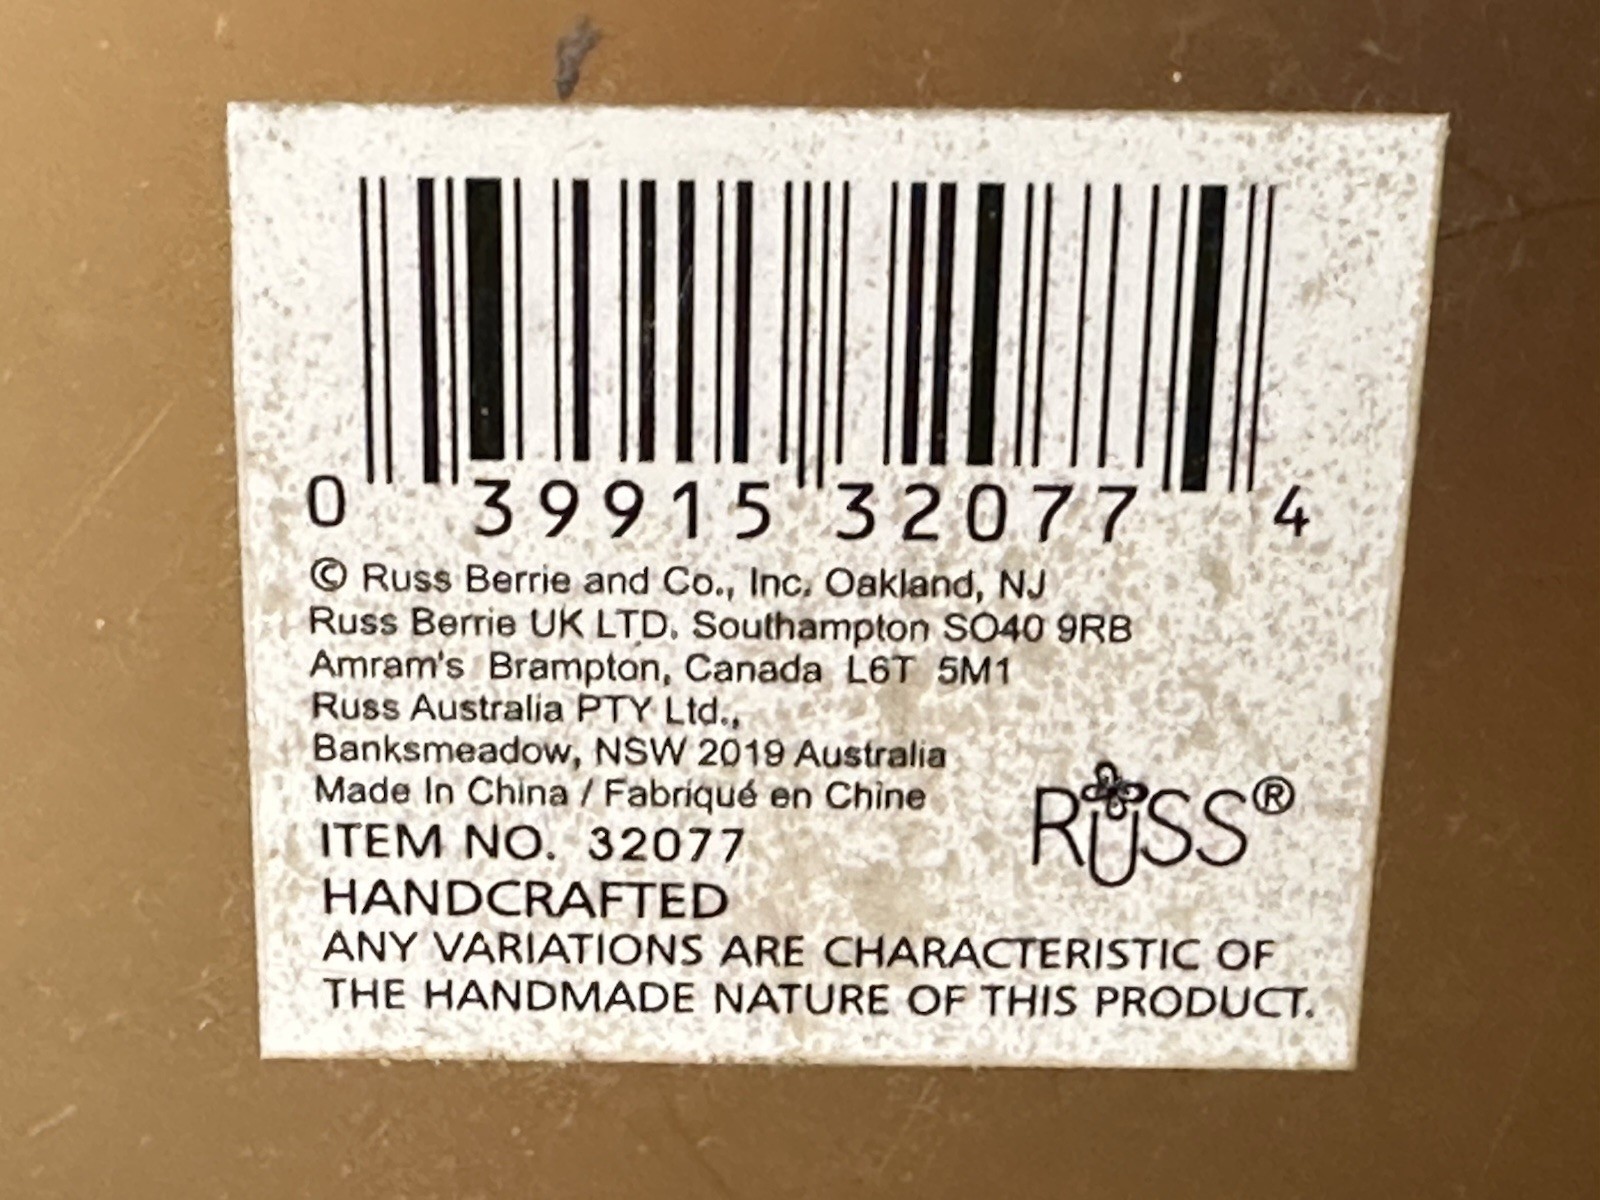 0 39915 32077 4
© Russ Berrie and Co., Inc. Oakland, NJ
Russ Berrie UK LTD. Southampton SO40 9RB
Amram's Brampton, Canada L6T 5M1
Russ Australia PTY Ltd.,
Banksmeadow, NSW 2019 Australia
Made In China / Fabriqué en Chine
RUSS®
ITEM NO. 32077
HANDCRAFTED
ANY VARIATIONS ARE CHARACTERISTIC OF
THE HANDMADE NATURE OF THIS PRODUCT.